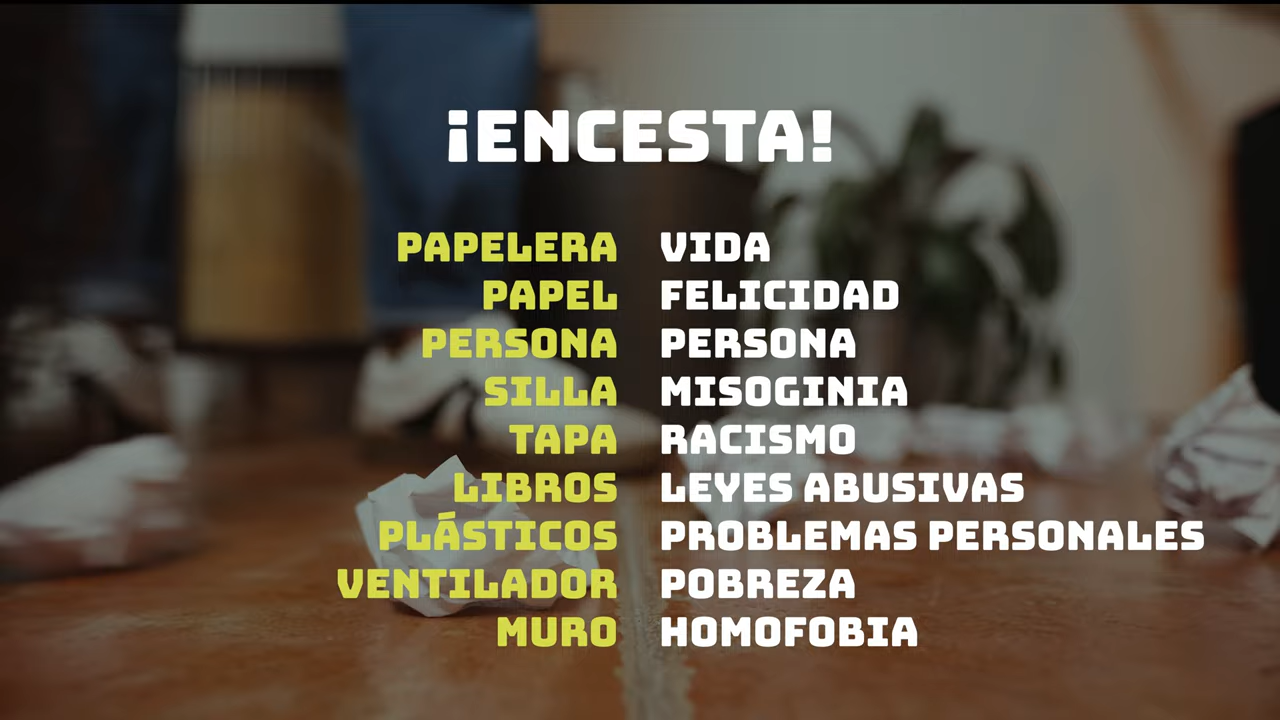 ¡ENCESTA!
PAPELERA VIDA
PAPEL FELICIDAD
PERSONA PERSONA
SILLA MISOGINIA
TAPA RACISMO
LIBROS LEYES ABUSIVAS
PLÁSTICOS PROBLEMAS PERSONALES
VENTILADOR POBREZA
MURO HOMOFOBIA